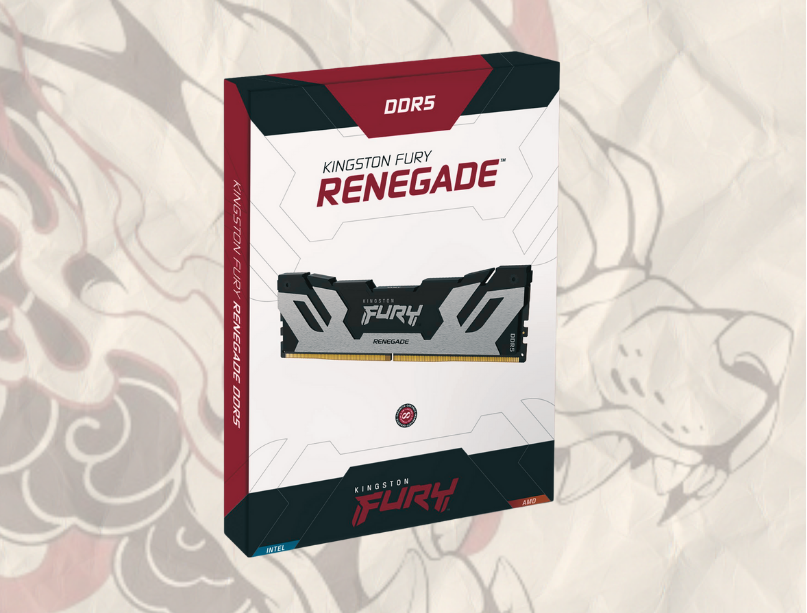 DDR5
KINGSTON FURY
RENEGADE™
KINGSTON FURY RENEGADE DDR5
KINGSTON
FURY
RENEGADE
DDR5
KINGSTON
FURY
INTEL
AMD